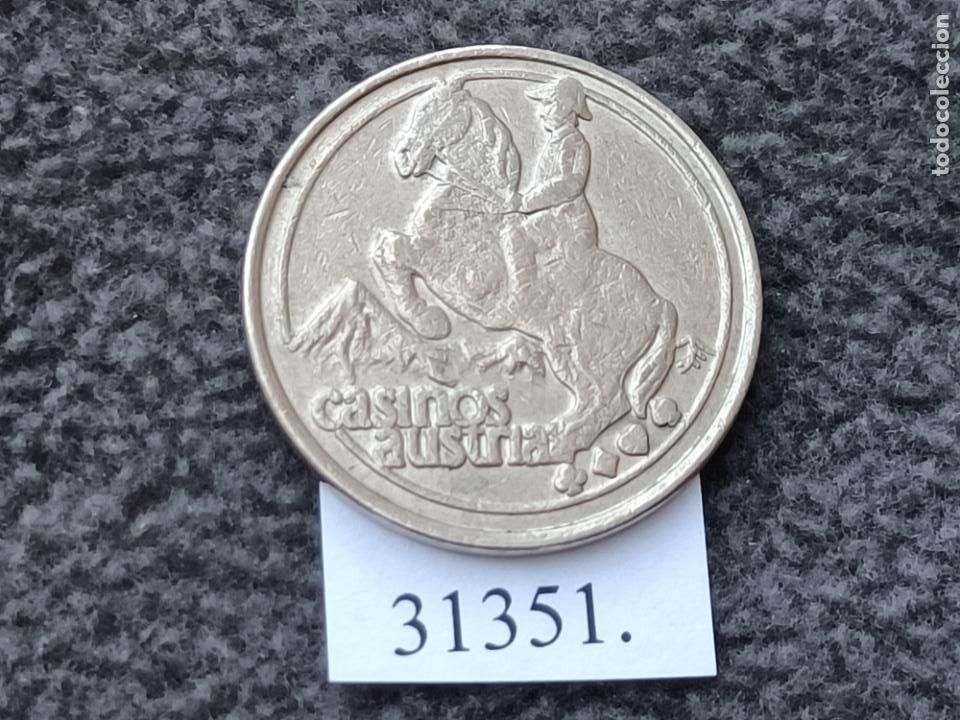 todocoleccion
casinos
austria
31351.